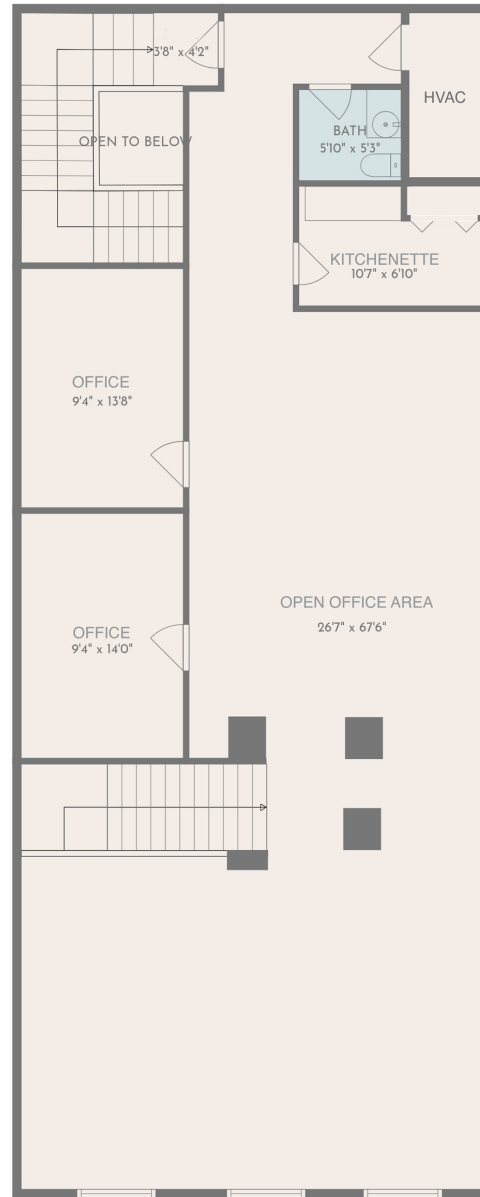 3'8" x 4'2"
HVAC
OPEN TO BELOW
BATH
5'10" x 5'3"
KITCHENETTE
10'7" x 6'10"
OFFICE
9'4" x 13'8"
OPEN OFFICE AREA
26'7" x 67'6"
OFFICE
9'4" x 14'0"